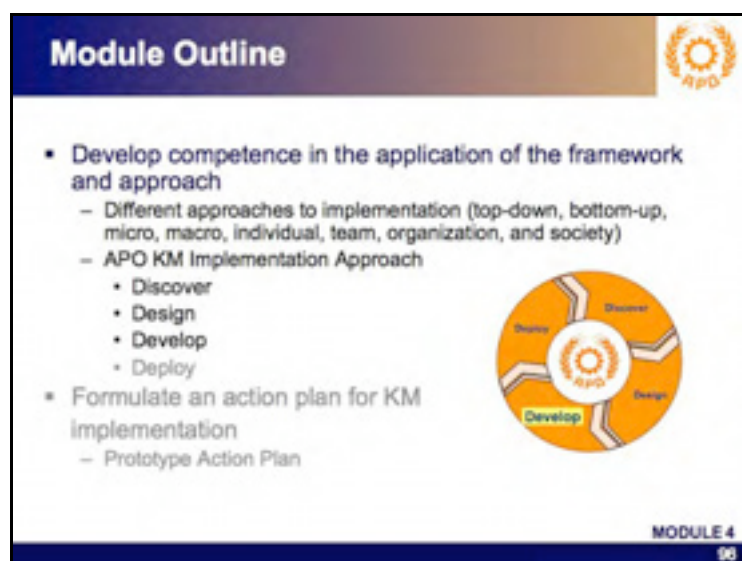 Module Outline
APO
▪ Develop competence in the application of the framework
and approach
– Different approaches to implementation (top-down, bottom-up,
micro, macro, individual, team, organization, and society)
– APO KM Implementation Approach
• Discover
• Design
• Develop
• Deploy
▪ Formulate an action plan for KM
implementation
– Prototype Action Plan
Discover
Deploy
APO
Design
Develop
MODULE 4
96